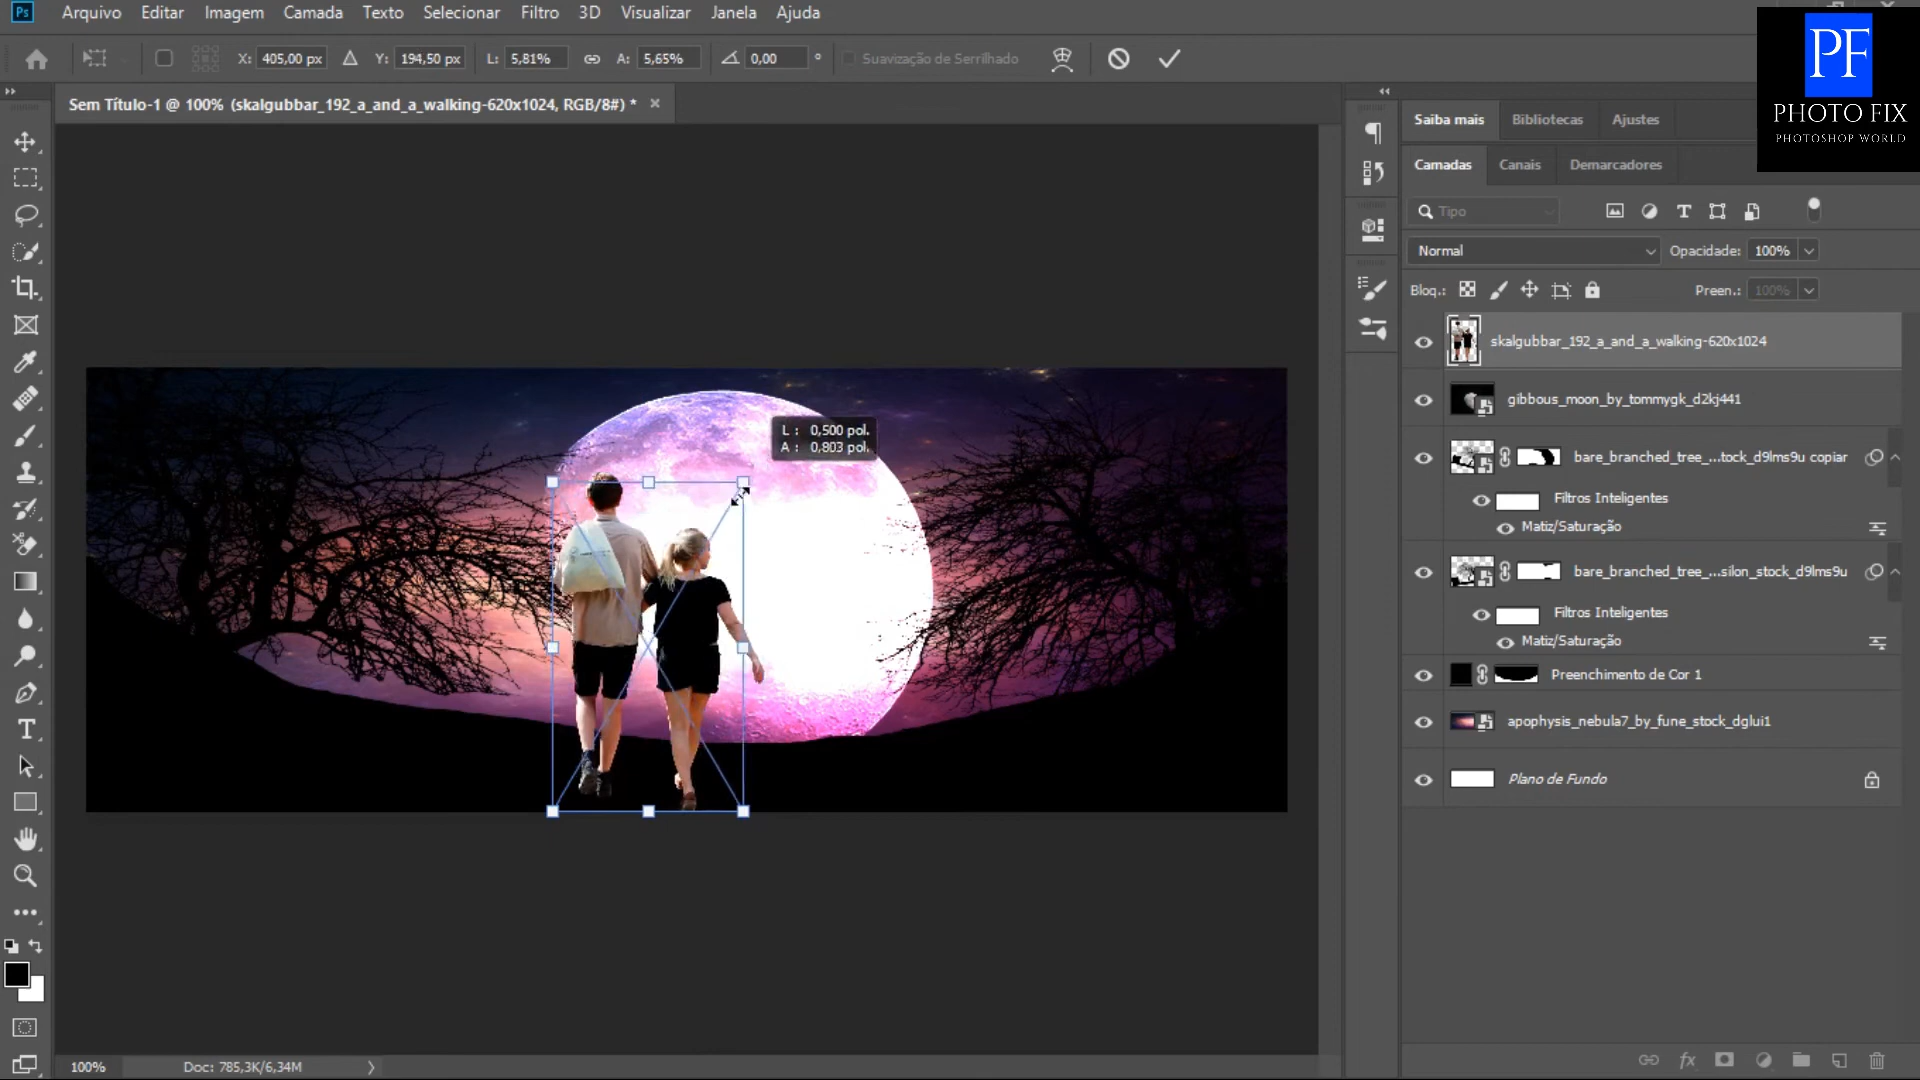 Ps Arquivo Editar Imagem Camada Texto Selecionar Filtro 3D Visualizar Janela Ajuda
X: 405,00 px Y: 194,50 px L: 5,81% A: 5,65% 0,00 ° Suavização de Serrilhado
PF
PHOTO FIX
PHOTOSHOP WORLD
Sem Título-1 @ 100% (skalgubbar_192_a_and_a_walking-620x1024, RGB/8#) *
Saiba mais Bibliotecas Ajustes
Camadas Canais Demarcadores
Tipo
Normal Opacidade: 100%
Bloq.: Preen.: 100%
skalgubbar_192_a_and_a_walking-620x1024
gibbous_moon_by_tommygk_d2kj441
L : 0,500 pol.
A : 0,803 pol.
bare_branched_tree_...tock_d9lms9u copiar
Filtros Inteligentes
Matiz/Saturação
bare_branched_tree_...silon_stock_d9lms9u
Filtros Inteligentes
Matiz/Saturação
Preenchimento de Cor 1
apophysis_nebula7_by_fune_stock_dglui1
Plano de Fundo
100% Doc: 785,3K/6,34M